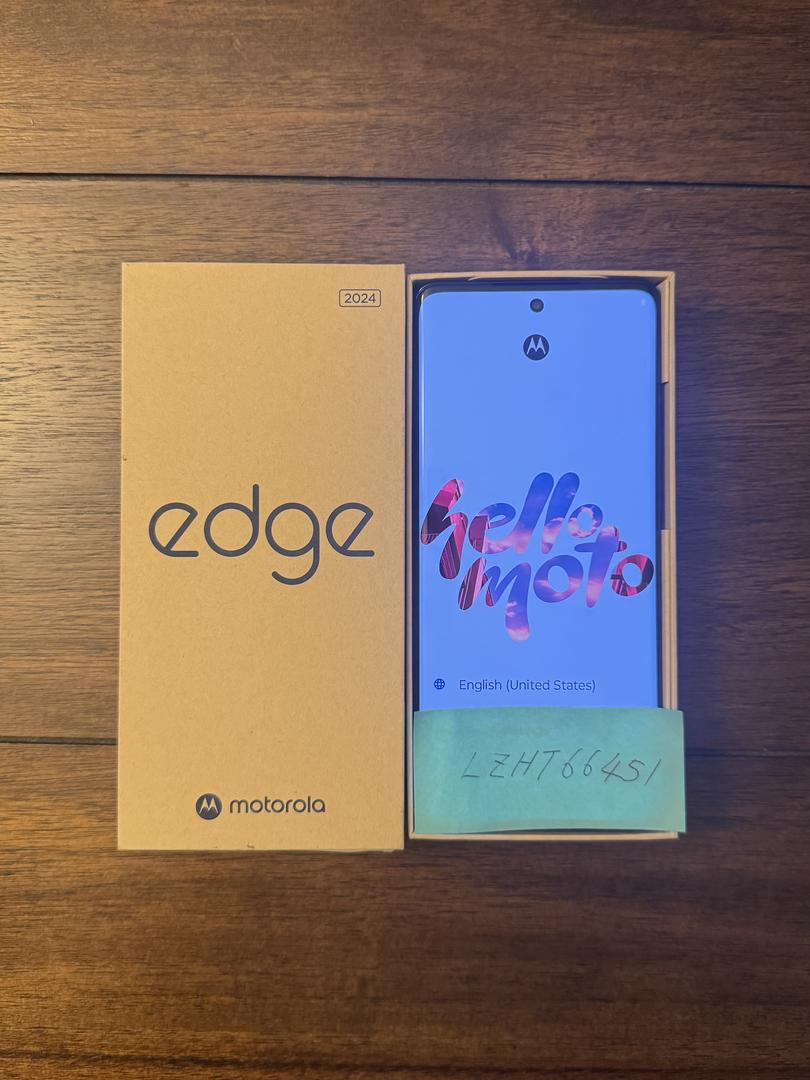 2024
edge
motorola
hello
moto
English (United States)
LZHT66451